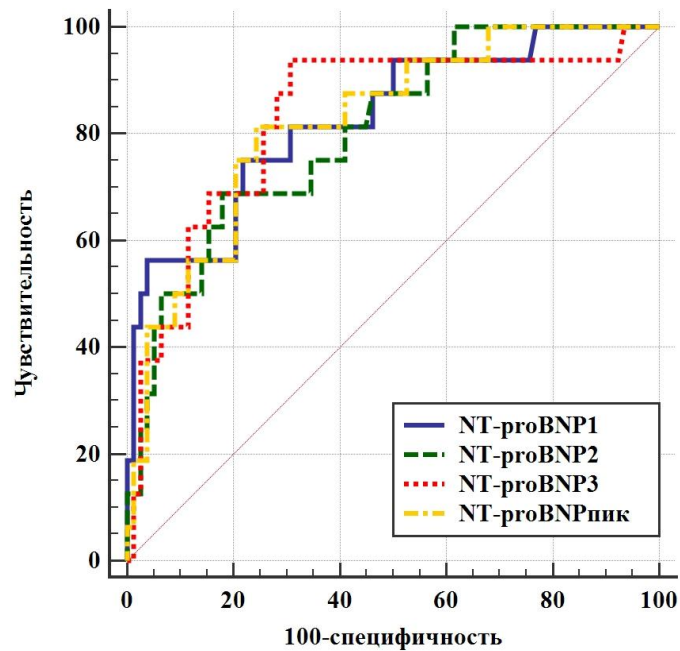 100
80
60
40
20
0
Чувствительность
NT-proBNP1
NT-proBNP2
NT-proBNP3
NT-proBNPпик
0 20 40 60 80 100
100-специфичность